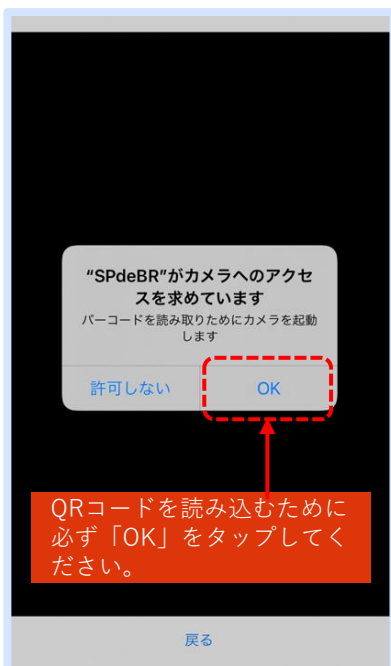 “SPdeBR”がカメラへのアクセ
スを求めています
バーコードを読み取りためにカメラを起動
します
許可しない
OK
QRコードを読み込むために
必ず「OK」をタップしてく
ださい。
戻る